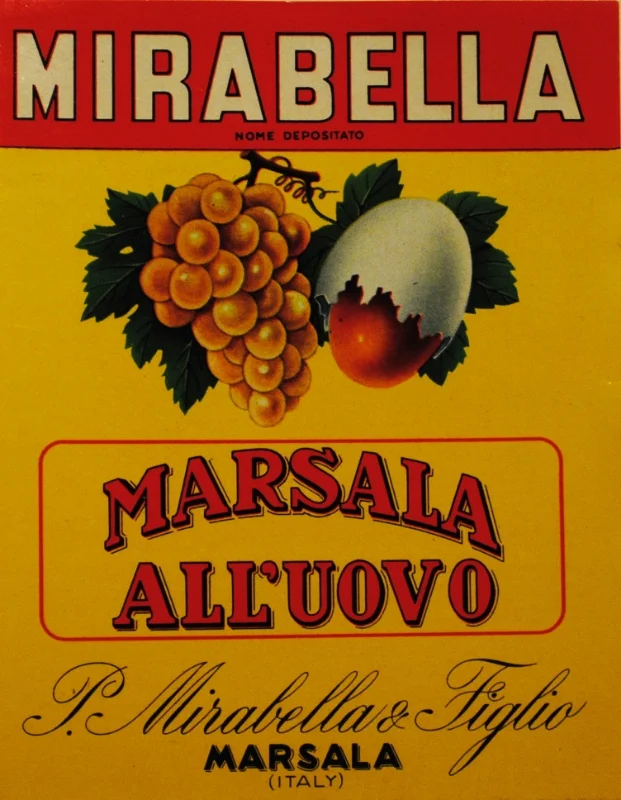 MIRABELLA
NOME DEPOSITATO
MARSALA
ALL'UOVO
P. Mirabella & Figlio
MARSALA
(ITALY)